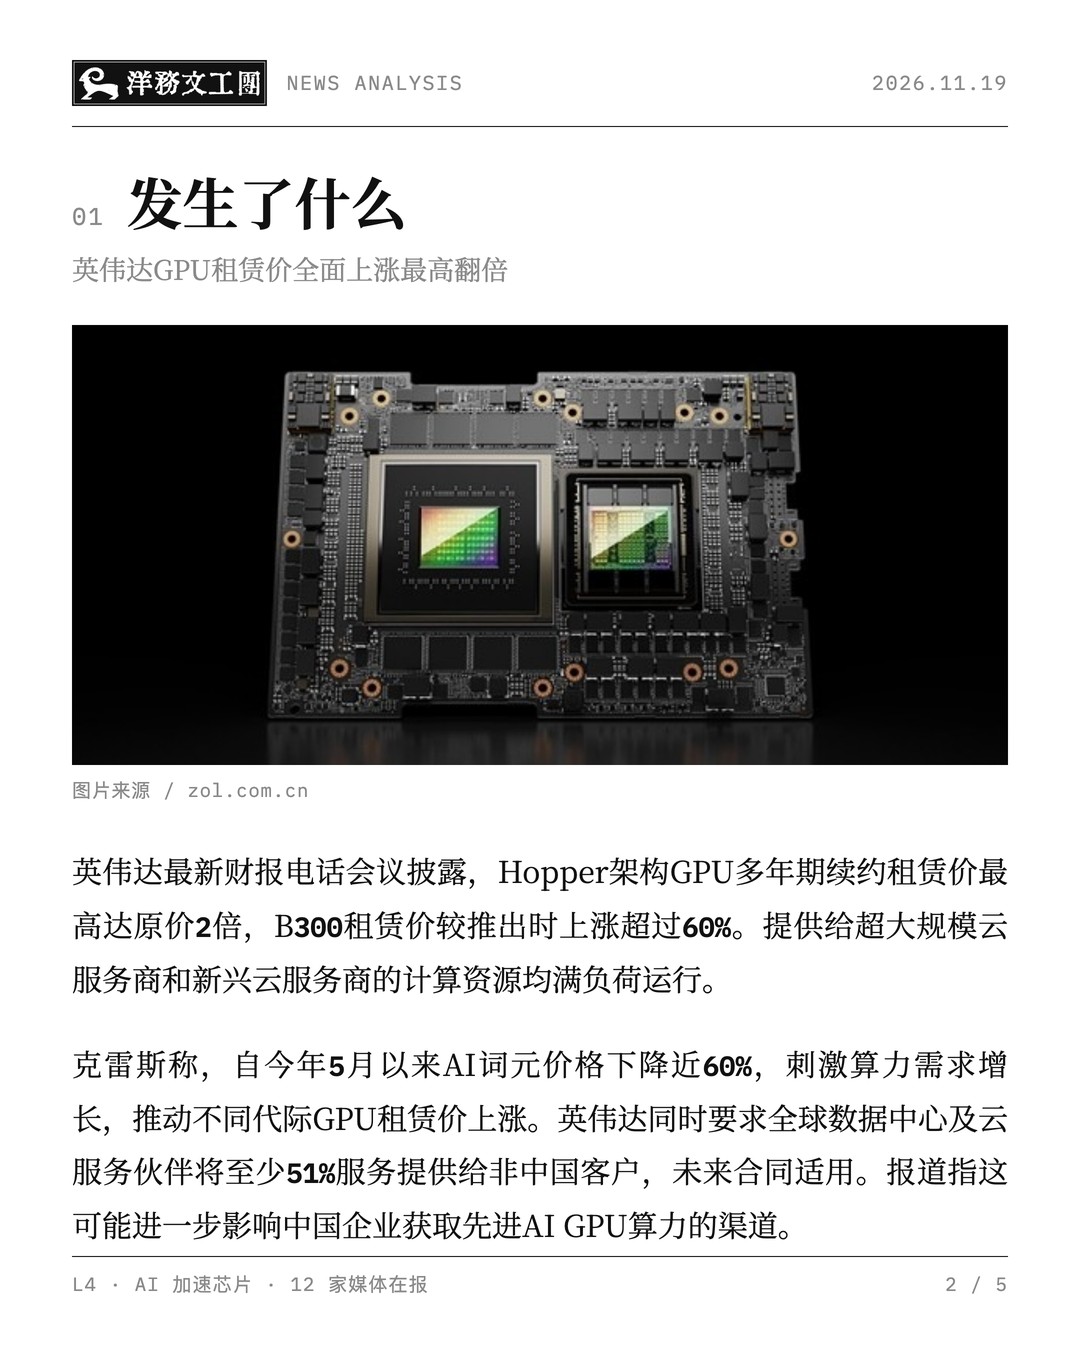 洋務文工團 NEWS ANALYSIS 2026.11.19
01 发生了什么
英伟达GPU租赁价全面上涨最高翻倍
图片来源 / zol.com.cn
英伟达最新财报电话会议披露，Hopper架构GPU多年期续约租赁价最
高达原价2倍，B300租赁价较推出时上涨超过60%。提供给超大规模云
服务商和新兴云服务商的计算资源均满负荷运行。
克雷斯称，自今年5月以来AI词元价格下降近60%，刺激算力需求增
长，推动不同代际GPU租赁价上涨。英伟达同时要求全球数据中心及云
服务伙伴将至少51%服务提供给非中国客户，未来合同适用。报道指这
可能进一步影响中国企业获取先进AI GPU算力的渠道。
L4 · AI 加速芯片 · 12 家媒体在报 2 / 5